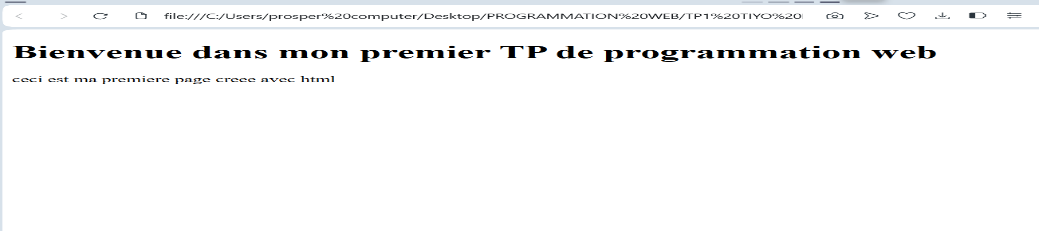 file:///C:/Users/prosper%20computer/Desktop/PROGRAMMATION%20WEB/TP1%20TIYO%20
Bienvenue dans mon premier TP de programmation web
ceci est ma premiere page creee avec html